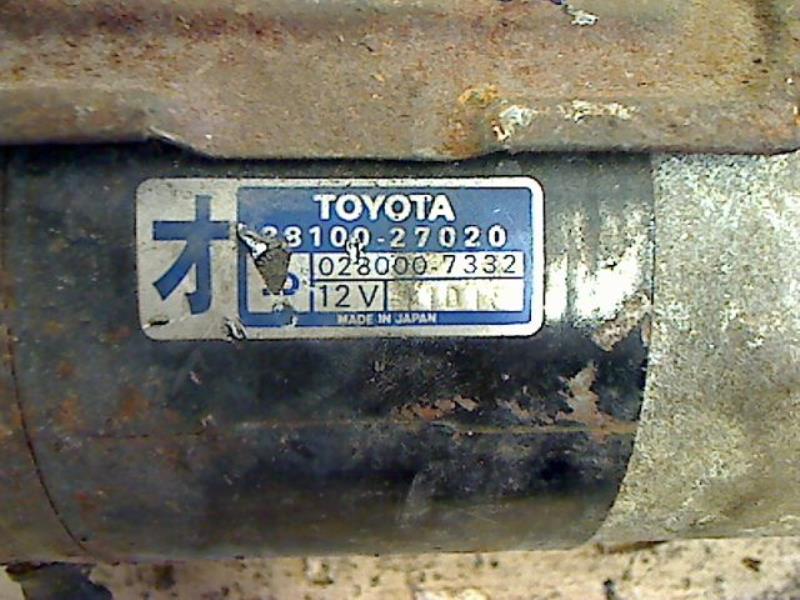 オ
TOYOTA
28100-27020
028000-7332
12V
MADE IN JAPAN